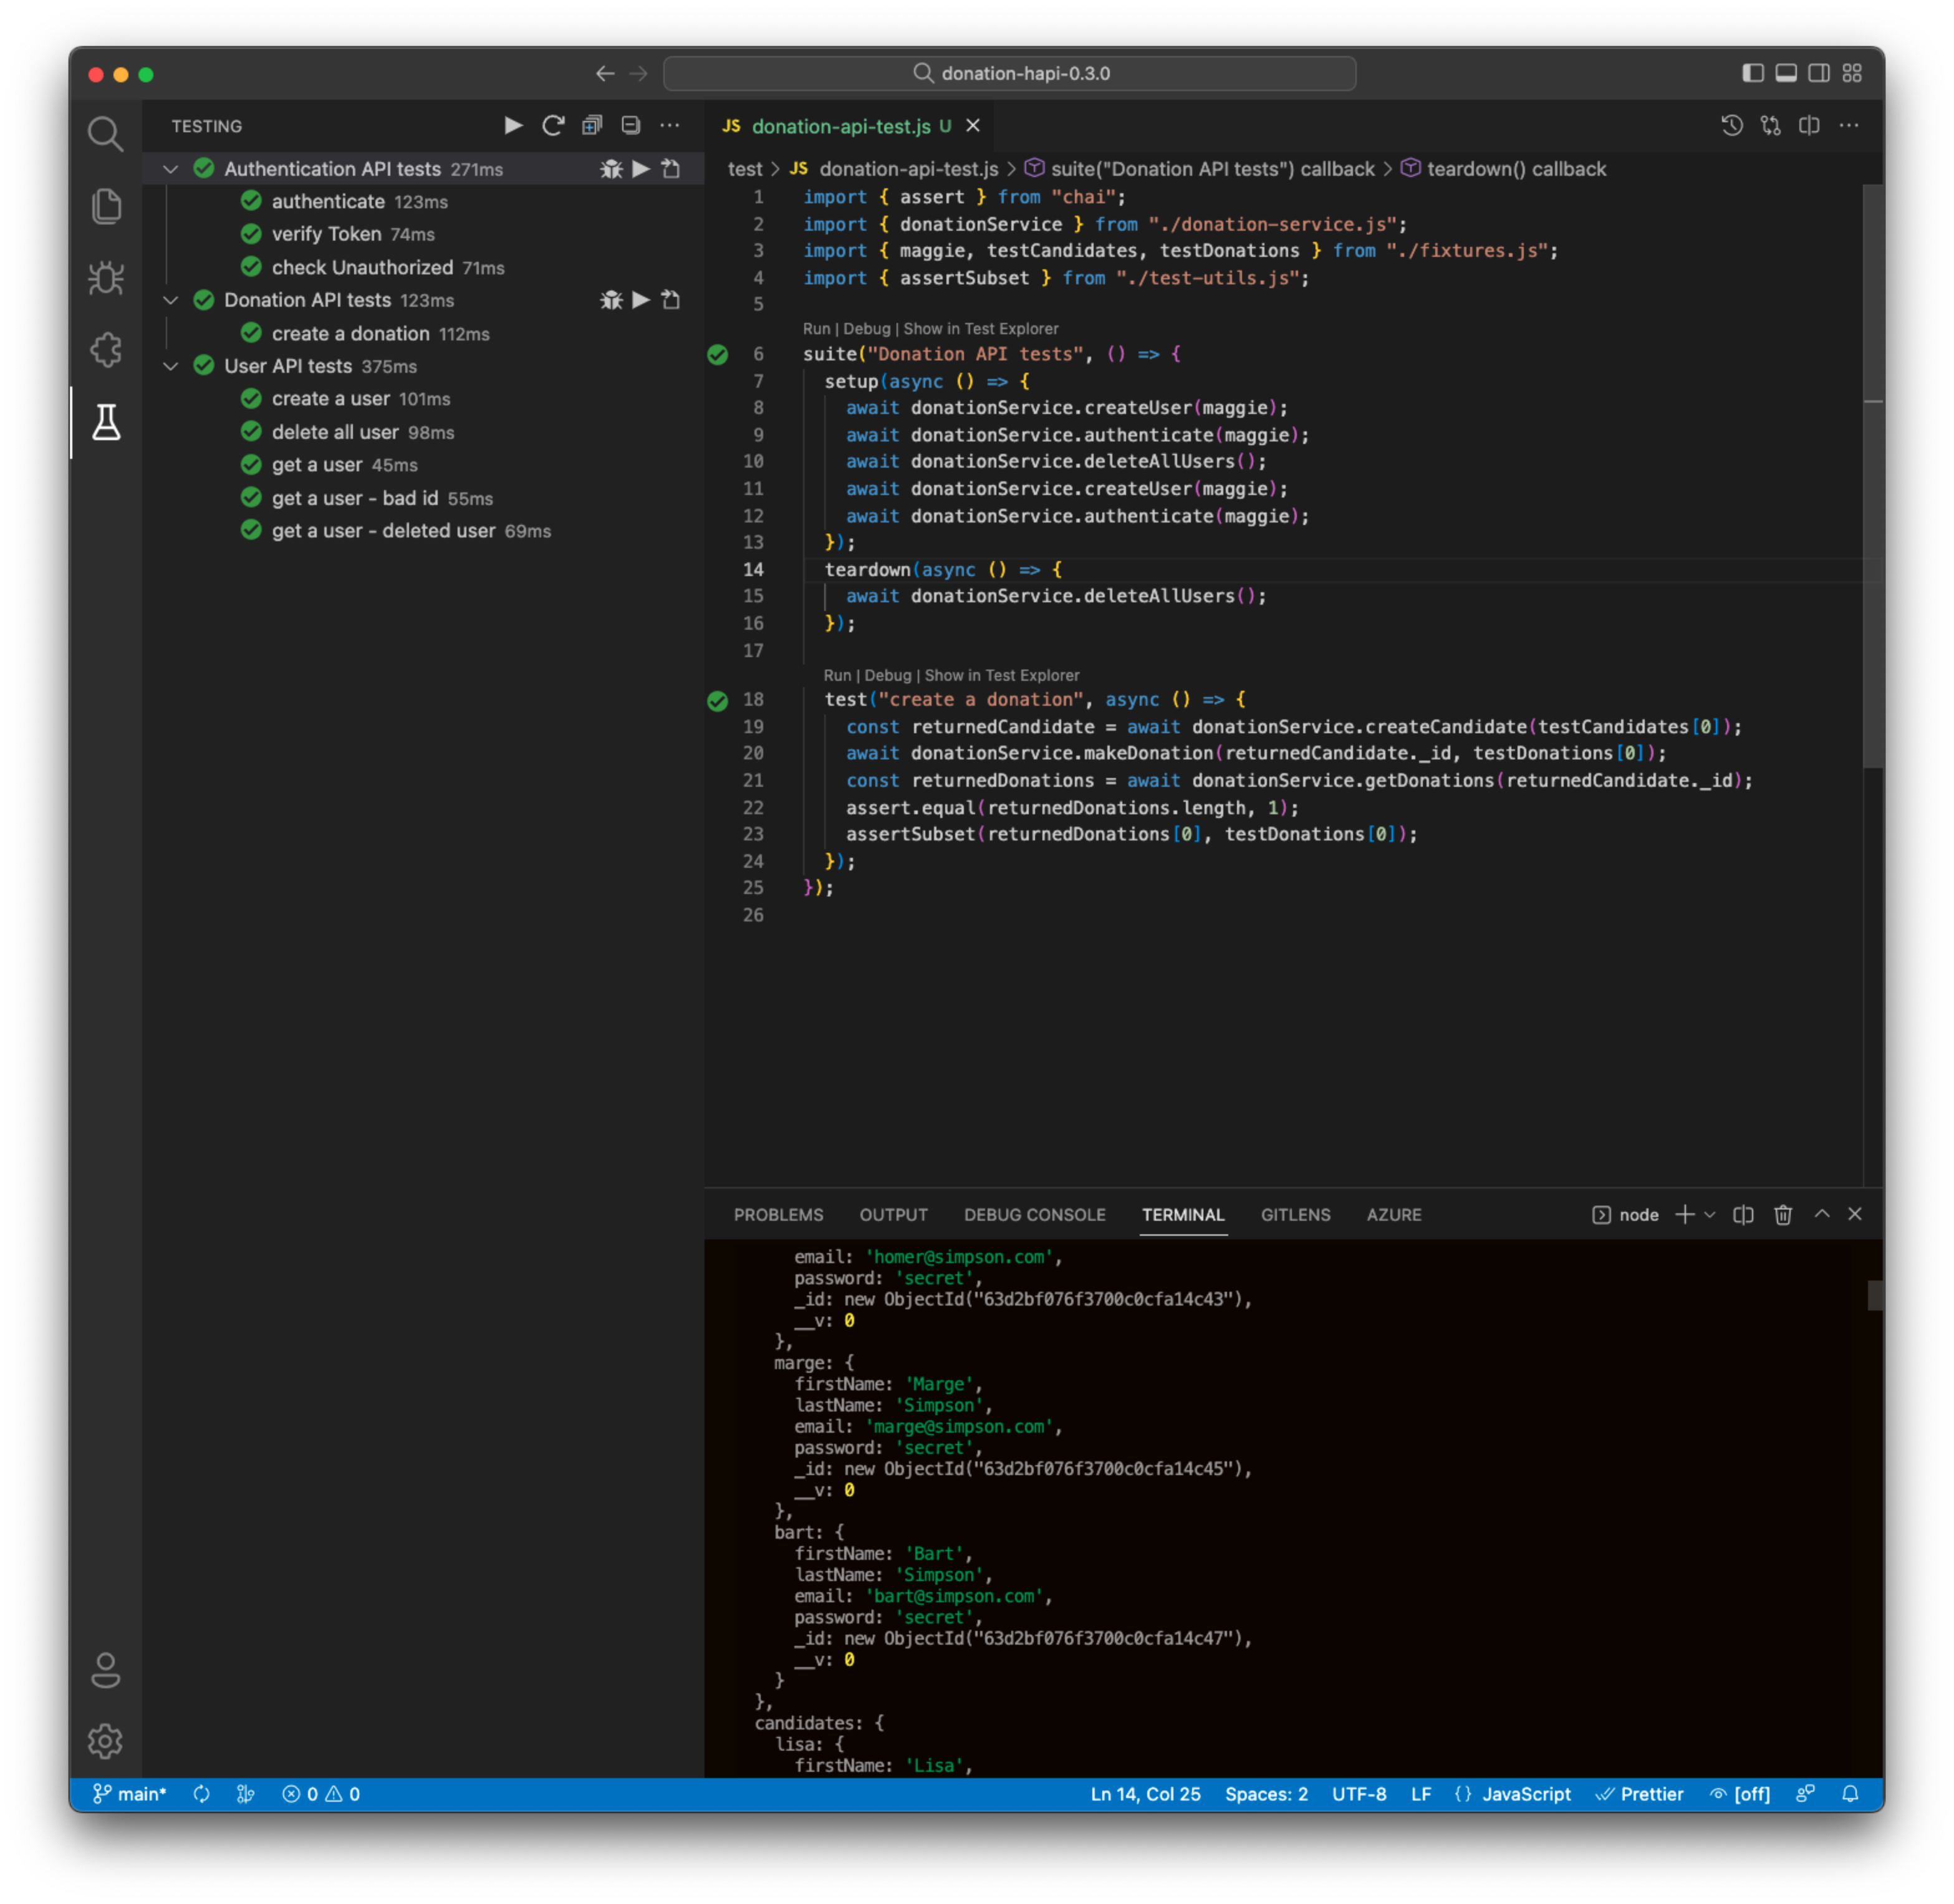 donation-hapi-0.3.0
TESTING
Authentication API tests 271ms
authenticate 123ms
verify Token 74ms
check Unauthorized 71ms
Donation API tests 123ms
create a donation 112ms
User API tests 375ms
create a user 101ms
delete all user 98ms
get a user 45ms
get a user - bad id 55ms
get a user - deleted user 69ms
JS donation-api-test.js U
test > JS donation-api-test.js > suite("Donation API tests") callback > teardown() callback
1 import { assert } from "chai";
2 import { donationService } from "./donation-service.js";
3 import { maggie, testCandidates, testDonations } from "./fixtures.js";
4 import { assertSubset } from "./test-utils.js";
5
Run | Debug | Show in Test Explorer
6 suite("Donation API tests", () => {
7 setup(async () => {
8 await donationService.createUser(maggie);
9 await donationService.authenticate(maggie);
10 await donationService.deleteAllUsers();
11 await donationService.createUser(maggie);
12 await donationService.authenticate(maggie);
13 });
14 teardown(async () => {
15 await donationService.deleteAllUsers();
16 });
17
Run | Debug | Show in Test Explorer
18 test("create a donation", async () => {
19 const returnedCandidate = await donationService.createCandidate(testCandidates[0]);
20 await donationService.makeDonation(returnedCandidate._id, testDonations[0]);
21 const returnedDonations = await donationService.getDonations(returnedCandidate._id);
22 assert.equal(returnedDonations.length, 1);
23 assertSubset(returnedDonations[0], testDonations[0]);
24 });
25 });
26
PROBLEMS OUTPUT DEBUG CONSOLE TERMINAL GITLENS AZURE node
email: 'homer@simpson.com',
password: 'secret',
_id: new ObjectId("63d2bf076f3700c0cfa14c43"),
__v: 0
},
marge: {
firstName: 'Marge',
lastName: 'Simpson',
email: 'marge@simpson.com',
password: 'secret',
_id: new ObjectId("63d2bf076f3700c0cfa14c45"),
__v: 0
},
bart: {
firstName: 'Bart',
lastName: 'Simpson',
email: 'bart@simpson.com',
password: 'secret',
_id: new ObjectId("63d2bf076f3700c0cfa14c47"),
__v: 0
}
},
candidates: {
lisa: {
firstName: 'Lisa',
main* 0 0 Ln 14, Col 25 Spaces: 2 UTF-8 LF {} JavaScript Prettier [off]